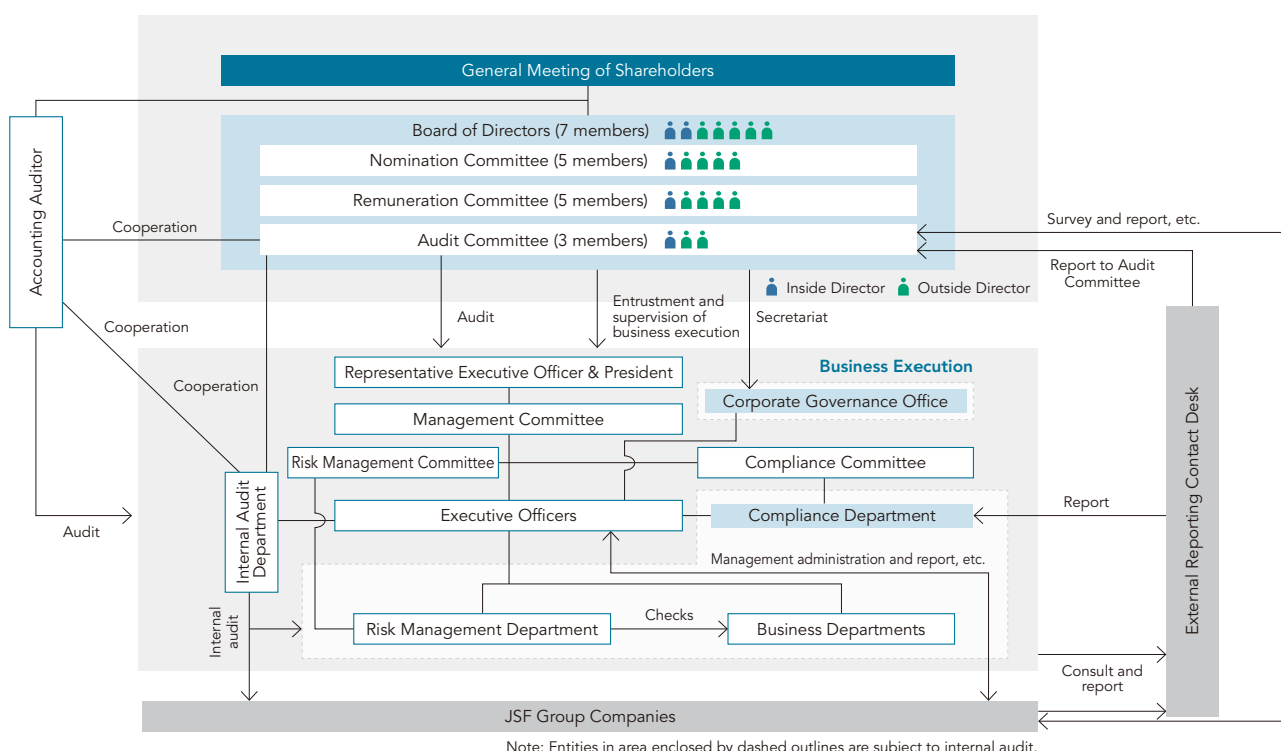 General Meeting of Shareholders
Board of Directors (7 members)
Nomination Committee (5 members)
Remuneration Committee (5 members)
Audit Committee (3 members)
Accounting Auditor
Cooperation
Survey and report, etc.
Report to Audit
Committee
Inside Director
Outside Director
Cooperation
Audit
Entrustment and
supervision of
business execution
Secretariat
Business Execution
Cooperation
Representative Executive Officer & President
Corporate Governance Office
Management Committee
Risk Management Committee
Compliance Committee
Internal Audit
Department
Executive Officers
Compliance Department
Report
External Reporting Contact Desk
Audit
Management administration and report, etc.
Internal
audit
Risk Management Department
Checks
Business Departments
Consult and
report
JSF Group Companies
Note: Entities in area enclosed by dashed outlines are subject to internal audit.